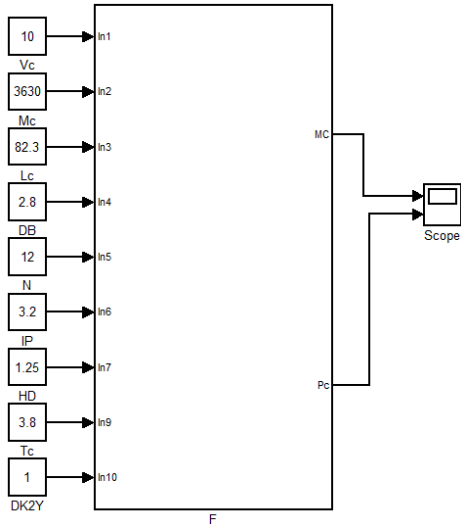 10
In1
Vc
3630
In2
Mc
82.3
In3
Lc
2.8
In4
DB
12
In5
N
3.2
In6
IP
1.25
In7
HD
3.8
In9
Tc
1
In10
DK2Y
MC
Pc
Scope
F